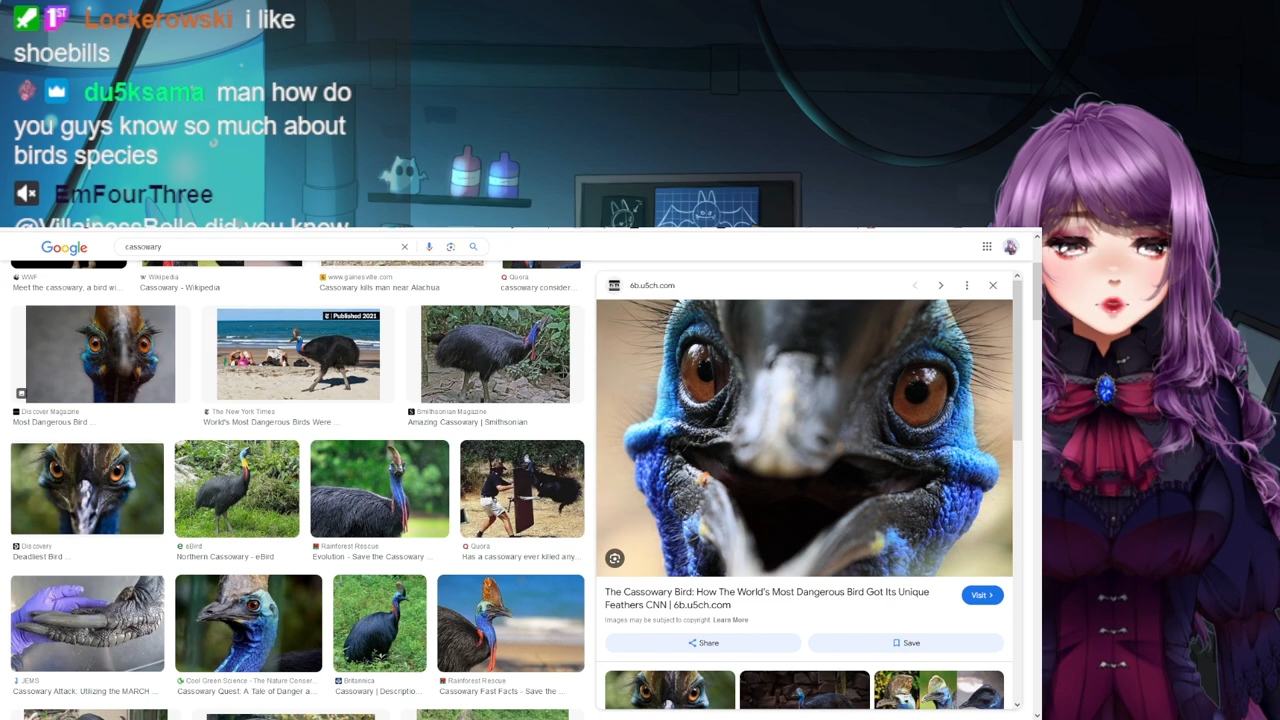 1ST Lockerowski i like
shoebills
du5ksama man how do
you guys know so much about
birds species
EmFourThree
@VillainessBelle did you know
Google
cassowary
WWF
Meet the cassowary, a bird wi...
Wikipedia
Cassowary - Wikipedia
www.gainesville.com
Cassowary kills man near Alachua
Quora
cassowary consider...
6b.u5ch.com
Published 2021
Discover Magazine
Most Dangerous Bird ...
The New York Times
World's Most Dangerous Birds Were ...
Smithsonian Magazine
Amazing Cassowary | Smithsonian
Discovery
Deadliest Bird ...
eBird
Northern Cassowary - eBird
Rainforest Rescue
Evolution - Save the Cassowary ...
Quora
Has a cassowary ever killed any...
JEMS
Cassowary Attack: Utilizing the MARCH ...
Cool Green Science - The Nature Conser...
Cassowary Quest: A Tale of Danger a...
Britannica
Cassowary | Descriptio...
Rainforest Rescue
Cassowary Fast Facts - Save the ...
The Cassowary Bird: How The World's Most Dangerous Bird Got Its Unique
Feathers CNN | 6b.u5ch.com
Visit >
Images may be subject to copyright. Learn More
Share
Save